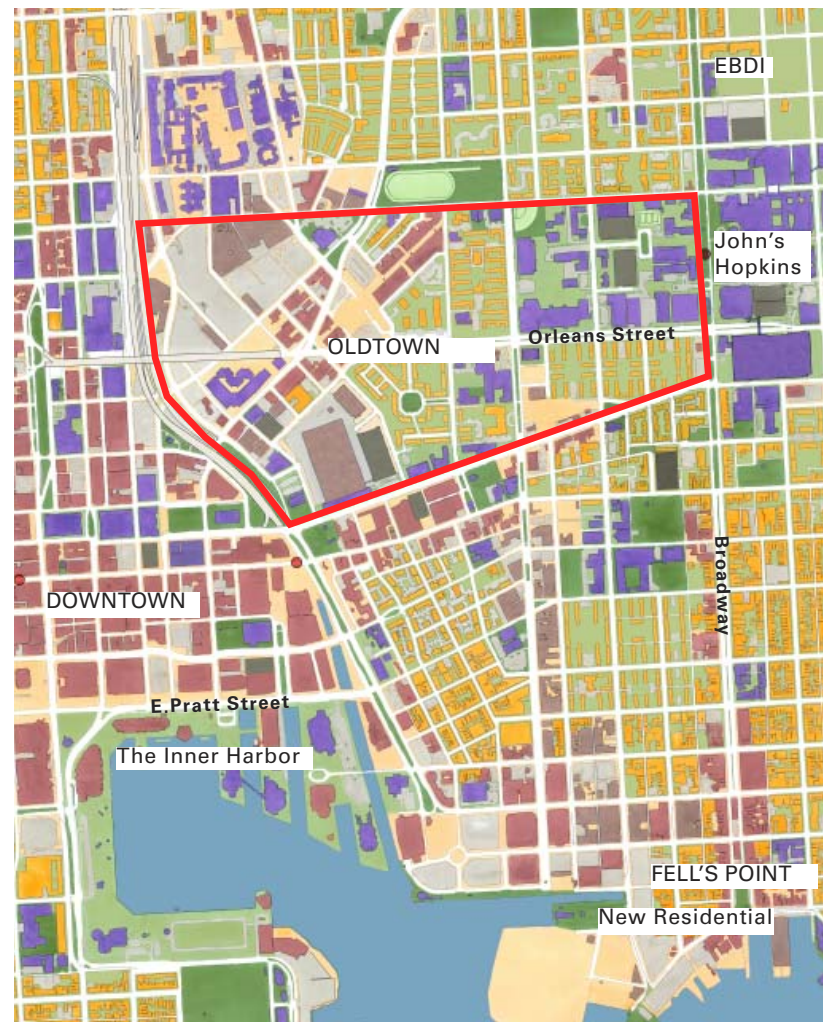 EBDI
John's
Hopkins
OLDTOWN
Orleans Street
Broadway
DOWNTOWN
E.Pratt Street
The Inner Harbor
FELL'S POINT
New Residential